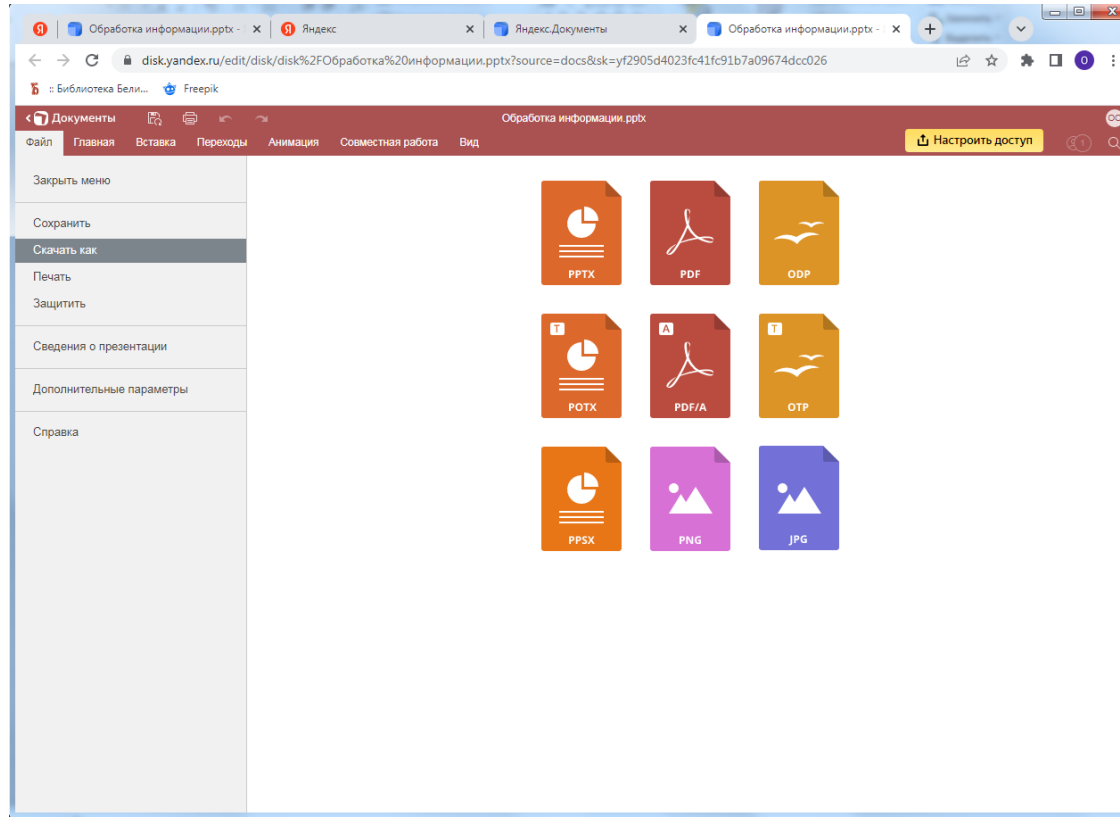 Я Обработка информации.pptx - Я Яндекс Яндекс.Документы Обработка информации.pptx -
disk.yandex.ru/edit/disk/disk%2FОбработка%20информации.pptx?source=docs&sk=yf2905d4023fc41fc91b7a09674dcc026 O
Б :: Библиотека Бели... Freepik
Документы Обработка информации.pptx
Файл Главная Вставка Переходы Анимация Совместная работа Вид Настроить доступ 1
Закрыть меню
Сохранить
Скачать как
Печать
Защитить
Сведения о презентации
Дополнительные параметры
Справка
PPTX PDF ODP
T A T
POTX PDF/A OTP
PPSX PNG JPG